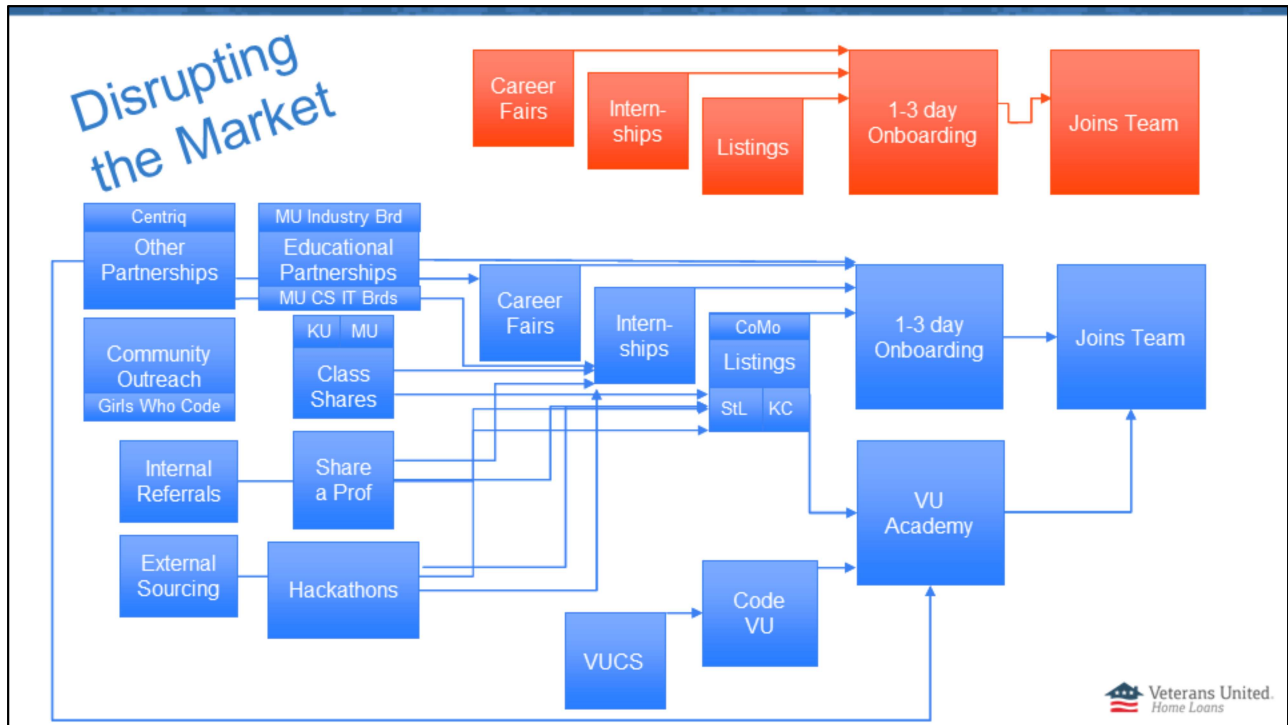 Disrupting
the Market
Career
Fairs
Intern-
ships
Listings
1-3 day
Onboarding
Joins Team
Centriq
Other
Partnerships
MU Industry Brd
Educational
Partnerships
MU CS IT Brds
Community
Outreach
Girls Who Code
KU MU
Class
Shares
Career
Fairs
Intern-
ships
CoMo
Listings
StL KC
1-3 day
Onboarding
Joins Team
Internal
Referrals
Share
a Prof
External
Sourcing
Hackathons
VUCS
Code
VU
VU
Academy
Veterans United.
Home Loans